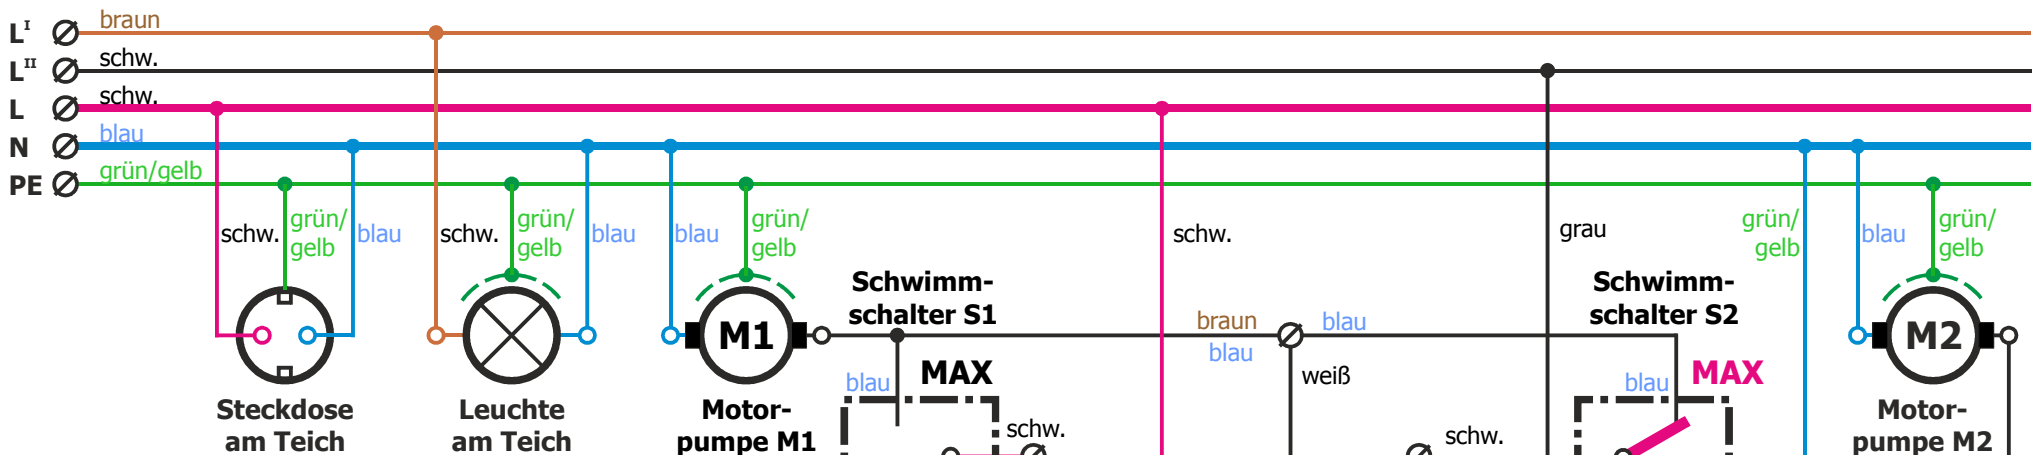 Lᴵ braun
Lᴵᴵ schw.
L schw.
N blau
PE grün/gelb
schw.
grün/
gelb
blau
schw.
grün/
gelb
blau
blau
grün/
gelb
schw.
grau
grün/
gelb
blau
grün/
gelb
Schwimm-
schalter S1
Schwimm-
schalter S2
M1
braun
blau
blau
M2
blau
MAX
weiß
blau
MAX
Steckdose
am Teich
Leuchte
am Teich
Motor-
pumpe M1
schw.
schw.
Motor-
pumpe M2